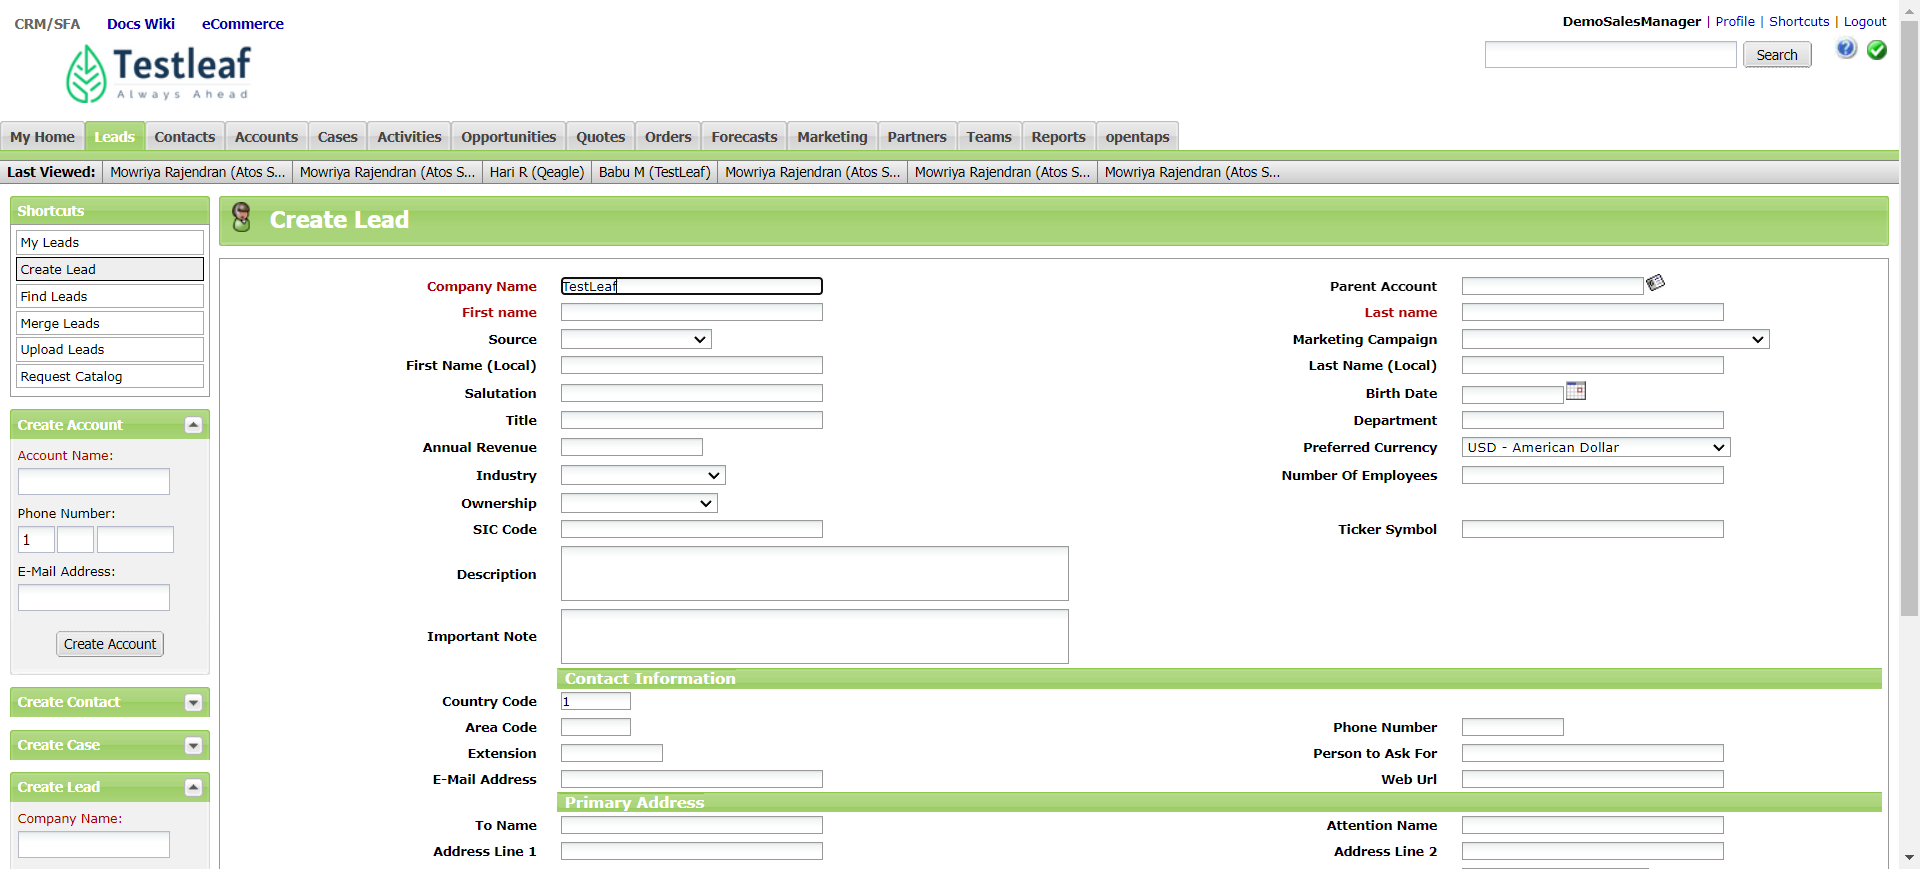 CRM/SFA Docs Wiki eCommerce
DemoSalesManager | Profile | Shortcuts | Logout
Testleaf
Always Ahead
Search
My Home Leads Contacts Accounts Cases Activities Opportunities Quotes Orders Forecasts Marketing Partners Teams Reports opentaps
Last Viewed: Mowriya Rajendran (Atos S... Mowriya Rajendran (Atos S... Hari R (Qeagle) Babu M (TestLeaf) Mowriya Rajendran (Atos S... Mowriya Rajendran (Atos S... Mowriya Rajendran (Atos S...
Shortcuts
My Leads
Create Lead
Find Leads
Merge Leads
Upload Leads
Request Catalog
Create Account
Account Name:
Phone Number:
1
E-Mail Address:
Create Account
Create Contact
Create Case
Create Lead
Company Name:
Create Lead
Company Name TestLeaf Parent Account
First name Last name
Source Marketing Campaign
First Name (Local) Last Name (Local)
Salutation Birth Date
Title Department
Annual Revenue Preferred Currency USD - American Dollar
Industry Number Of Employees
Ownership
SIC Code Ticker Symbol
Description
Important Note
Contact Information
Country Code 1
Area Code Phone Number
Extension Person to Ask For
E-Mail Address Web Url
Primary Address
To Name Attention Name
Address Line 1 Address Line 2